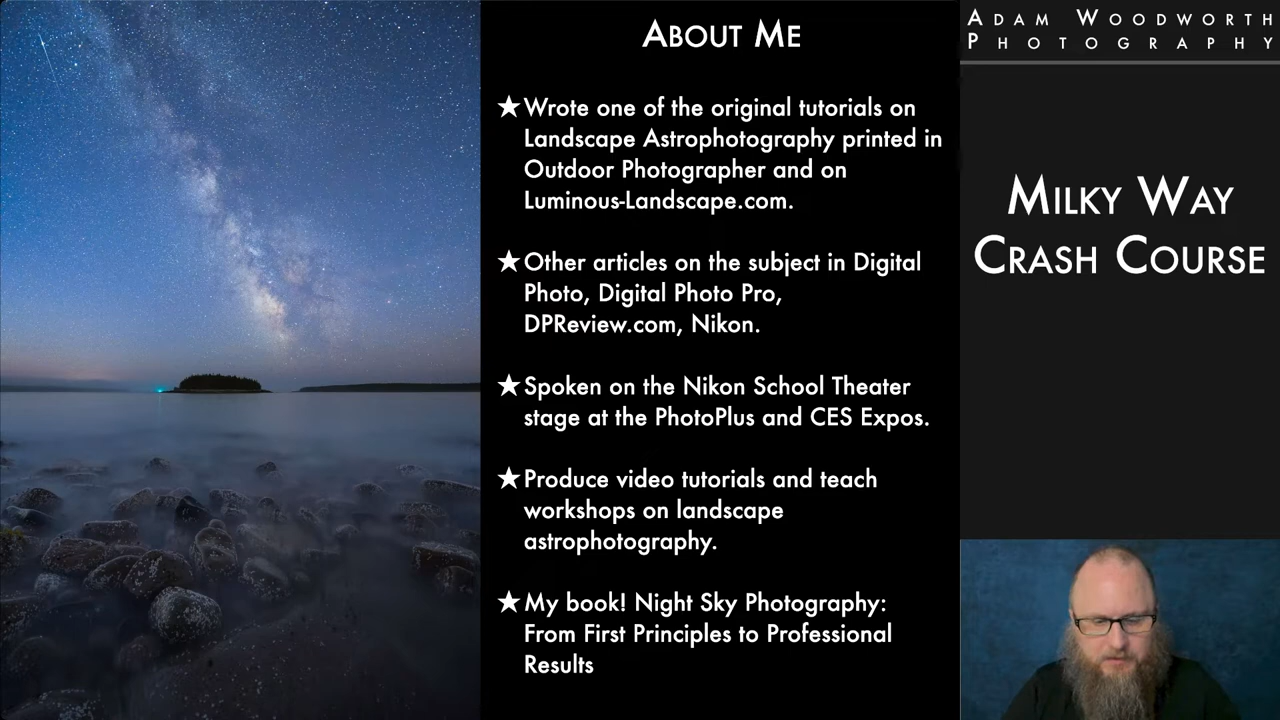 About Me
★Wrote one of the original tutorials on
Landscape Astrophotography printed in
Outdoor Photographer and on
Luminous-Landscape.com.
★Other articles on the subject in Digital
Photo, Digital Photo Pro,
DPReview.com, Nikon.
★Spoken on the Nikon School Theater
stage at the PhotoPlus and CES Expos.
★Produce video tutorials and teach
workshops on landscape
astrophotography.
★My book! Night Sky Photography:
From First Principles to Professional
Results
Adam Woodworth
Photography
Milky Way
Crash Course